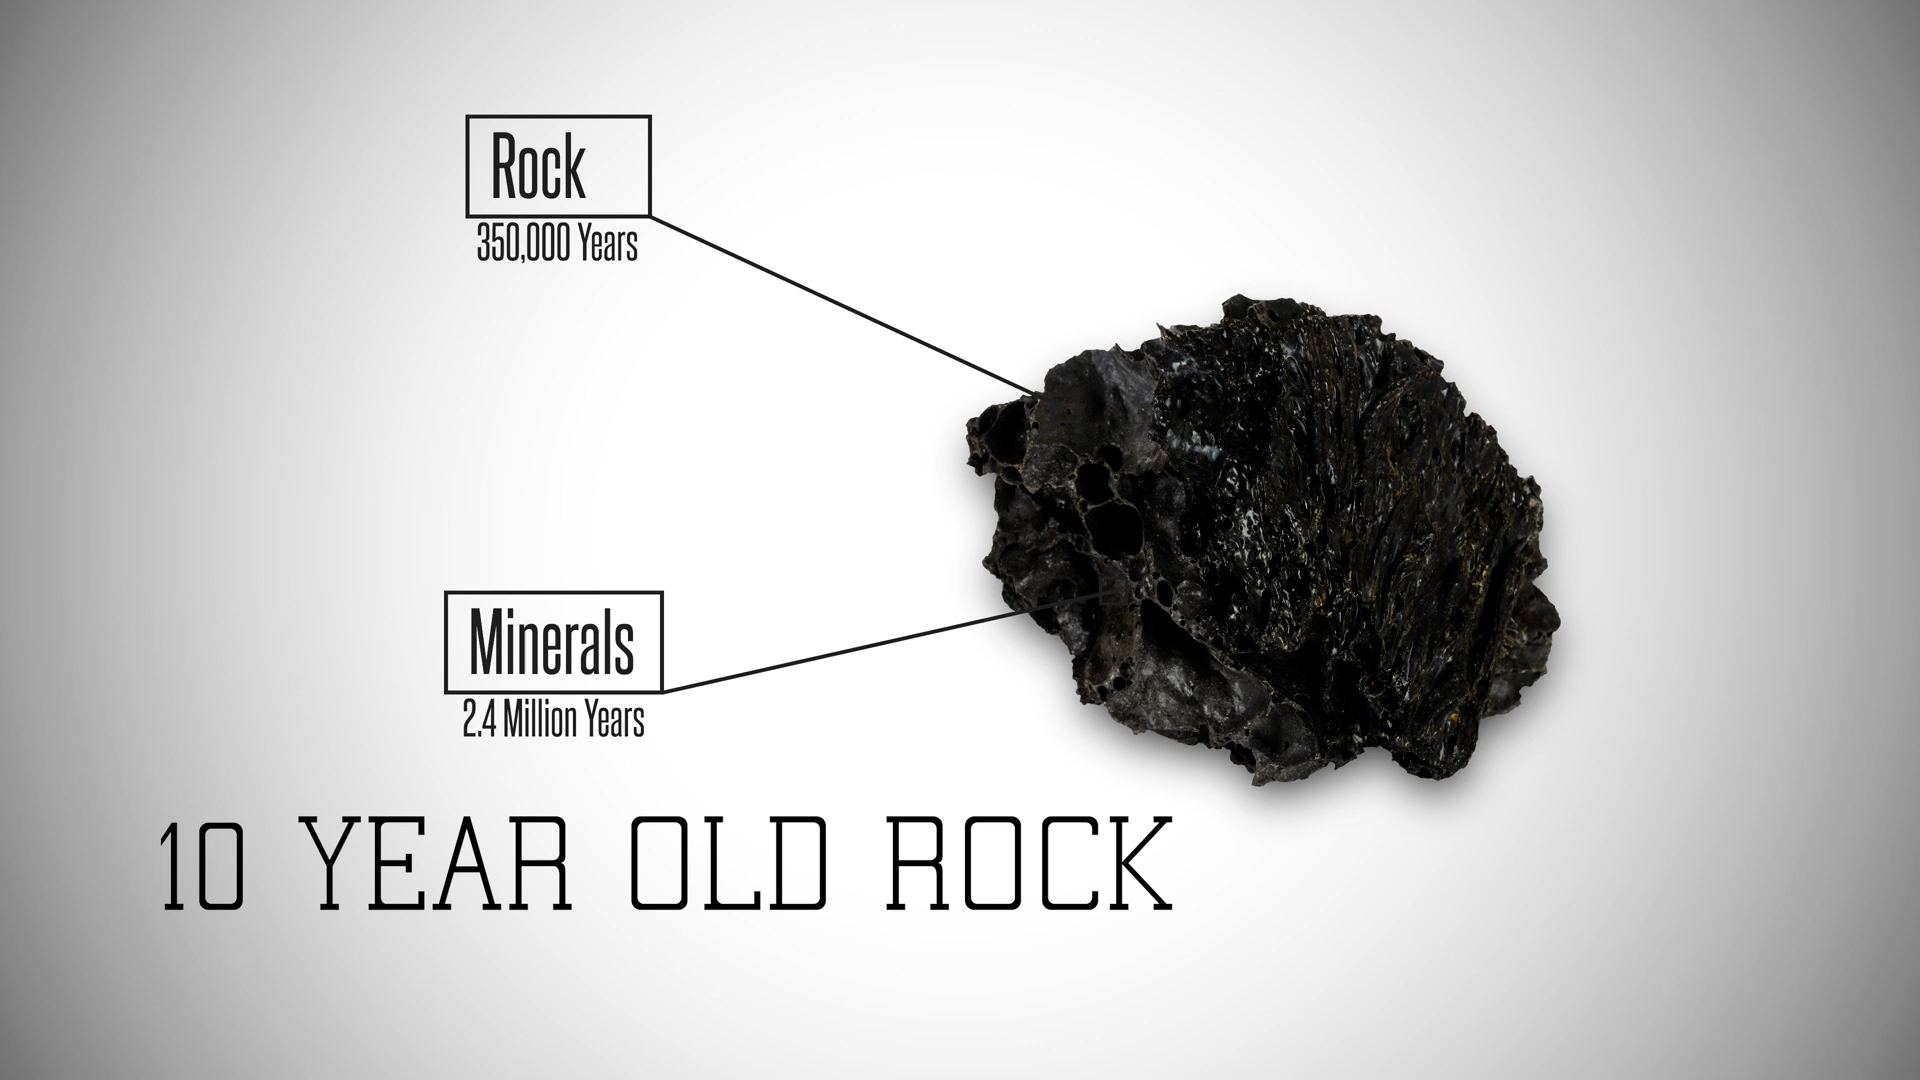 Rock
350,000 Years
Minerals
2.4 Million Years
10 YEAR OLD ROCK